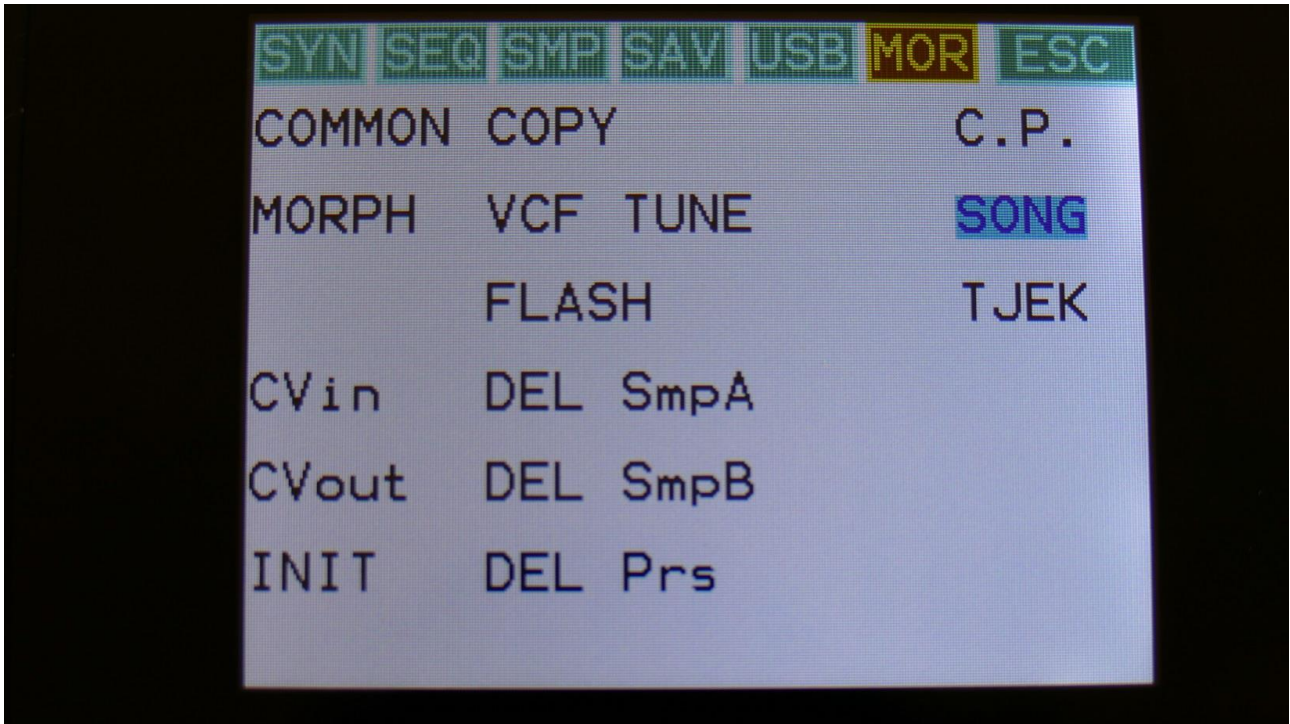 SYN SEQ SMP SAV USB MOR ESC
COMMON COPY C.P.
MORPH VCF TUNE SONG
FLASH TJEK
CVin DEL SmpA
CVout DEL SmpB
INIT DEL Prs